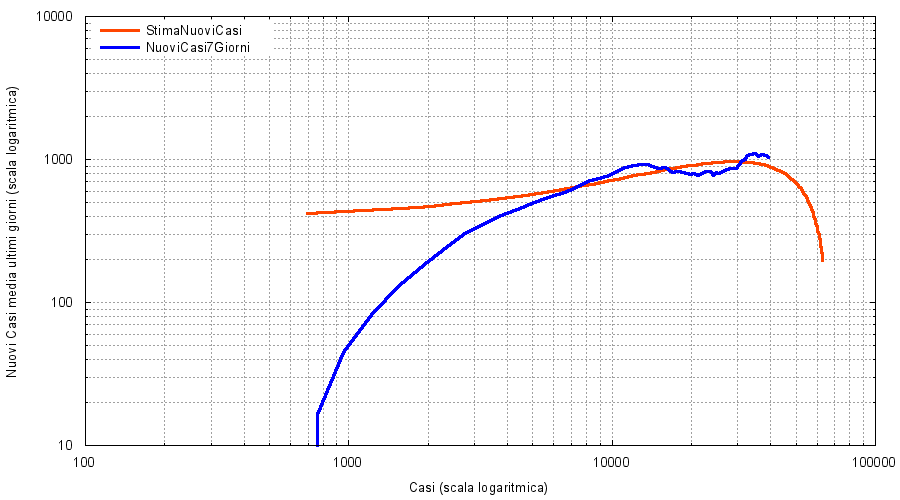 10000
StimaNuoviCasi
NuoviCasi7Giorni
1000
100
10
Nuovi Casi media ultimi giorni (scala logaritmica)
100
1000
10000
100000
Casi (scala logaritmica)